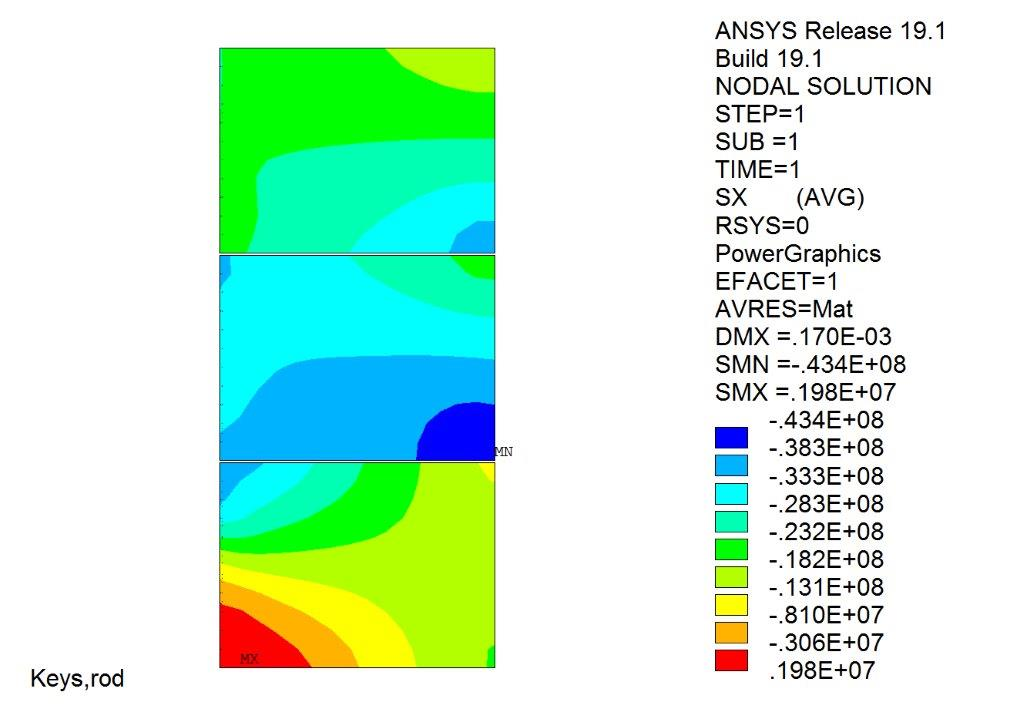 ANSYS Release 19.1
Build 19.1
NODAL SOLUTION
STEP=1
SUB =1
TIME=1
SX (AVG)
RSYS=0
PowerGraphics
EFACET=1
AVRES=Mat
DMX =.170E-03
SMN =-.434E+08
SMX =.198E+07
-.434E+08
-.383E+08
-.333E+08
-.283E+08
-.232E+08
-.182E+08
-.131E+08
-.810E+07
-.306E+07
.198E+07
MN
MX
Keys,rod